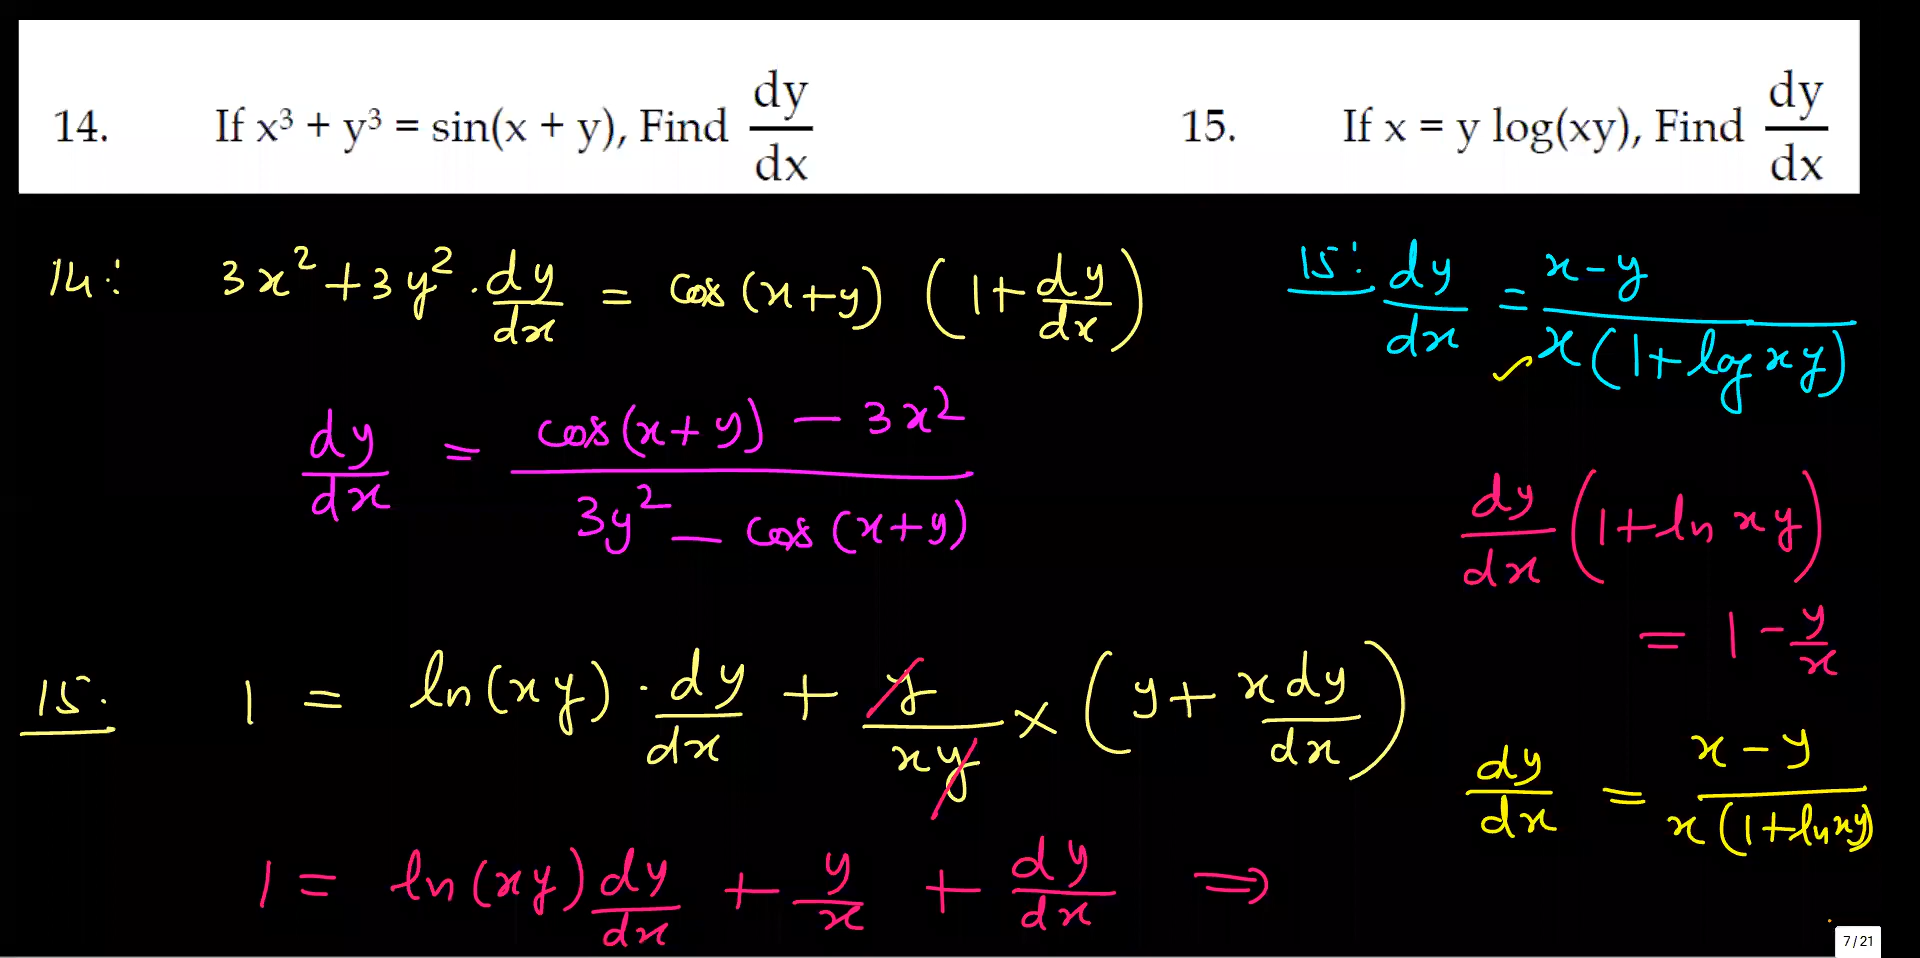 14. If x³ + y³ = sin(x + y), Find dy/dx
15. If x = y log(xy), Find dy/dx
14: 3x² + 3y² . dy/dx = cos(x+y) (1 + dy/dx)
dy/dx = (cos(x+y) − 3x²)/(3y² − cos(x+y))
15. 1 = ln(xy) . dy/dx + y/xy × (y + x dy/dx)
1 = ln(xy) dy/dx + y/x + dy/dx ⇒
15: dy/dx = (x−y)/(x(1+log xy))
dy/dx (1 + ln xy)
= 1 − y/x
dy/dx = (x−y)/(x(1+ln xy))
7/21